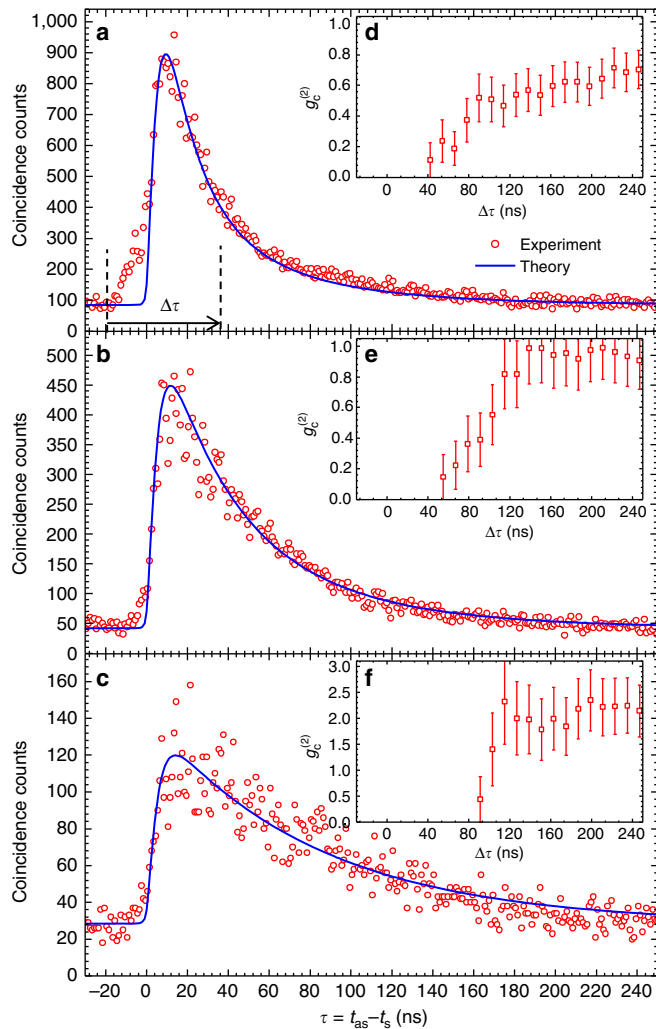 a
Coincidence counts
1,000
900
800
700
600
500
400
300
200
100
0
Δτ
d
g_c^(2)
1.0
0.8
0.6
0.4
0.2
0.0
0 40 80 120 160 200 240
Δτ (ns)
Experiment
Theory
b
Coincidence counts
500
450
400
350
300
250
200
150
100
50
0
e
g_c^(2)
1.0
0.8
0.6
0.4
0.2
0.0
0 40 80 120 160 200 240
Δτ (ns)
c
Coincidence counts
160
140
120
100
80
60
40
20
0
f
g_c^(2)
3.0
2.5
2.0
1.5
1.0
0.5
0.0
0 40 80 120 160 200 240
Δτ (ns)
−20 0 20 40 60 80 100 120 140 160 180 200 220 240
τ = t_as–t_s (ns)